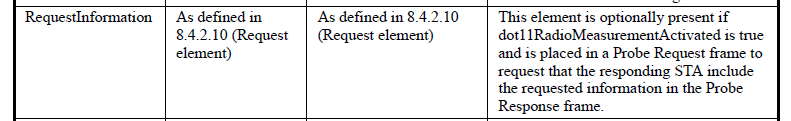 RequestInformation
As defined in
8.4.2.10 (Request
element)
As defined in 8.4.2.10
(Request element)
This element is optionally present if
dot11RadioMeasurementActivated is true
and is placed in a Probe Request frame to
request that the responding STA include
the requested information in the Probe
Response frame.